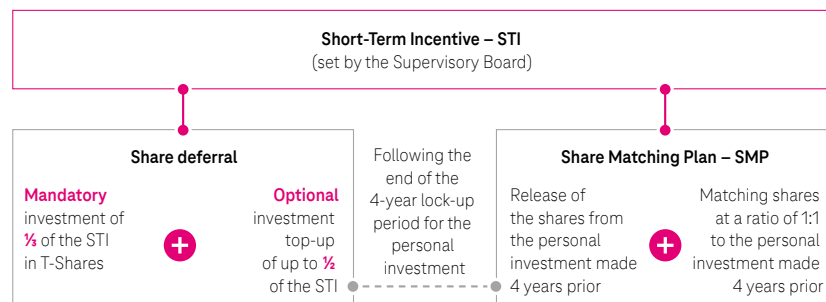 Short-Term Incentive – STI
(set by the Supervisory Board)
Share deferral
Mandatory
investment of
⅓ of the STI
in T-Shares
+
Optional
investment
top-up
of up to ½
of the STI
Following the
end of the
4-year lock-up
period for the
personal
investment
Share Matching Plan – SMP
Release of
the shares from
the personal
investment made
4 years prior
+
Matching shares
at a ratio of 1:1
to the personal
investment made
4 years prior